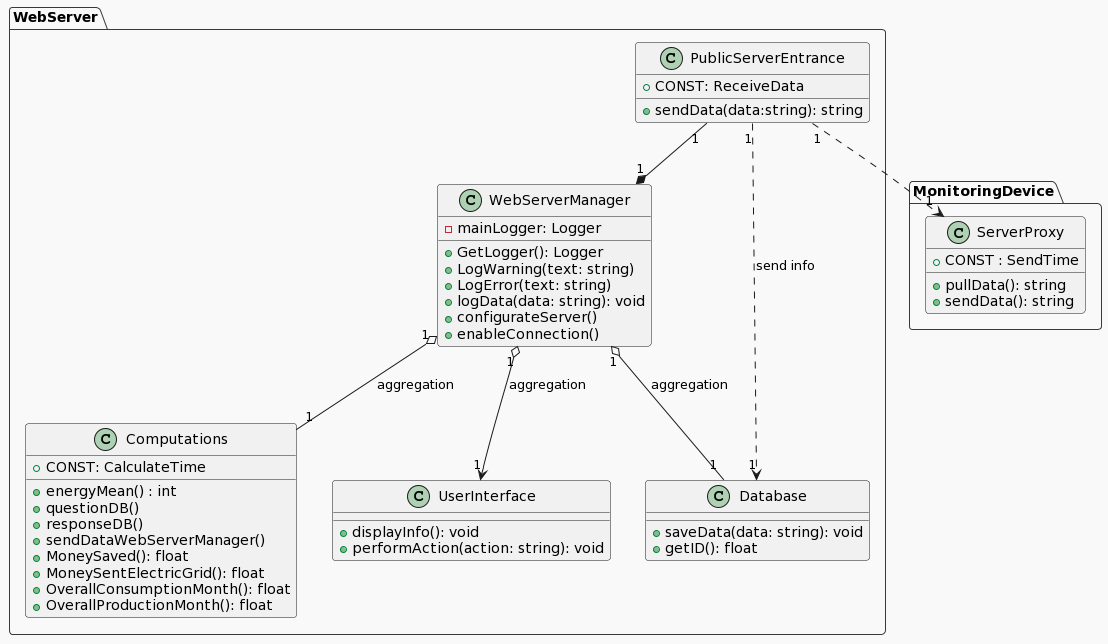 WebServer
C PublicServerEntrance
CONST: ReceiveData
sendData(data:string): string
1
1
1
1
C WebServerManager
mainLogger: Logger
GetLogger(): Logger
LogWarning(text: string)
LogError(text: string)
logData(data: string): void
configurateServer()
enableConnection()
MonitoringDevice
1
C ServerProxy
CONST : SendTime
pullData(): string
sendData(): string
send info
1
1
1
aggregation
aggregation
aggregation
1
1
1
1
C Computations
CONST: CalculateTime
energyMean() : int
questionDB()
responseDB()
sendDataWebServerManager()
MoneySaved(): float
MoneySentElectricGrid(): float
OverallConsumptionMonth(): float
OverallProductionMonth(): float
C UserInterface
displayInfo(): void
performAction(action: string): void
C Database
saveData(data: string): void
getID(): float